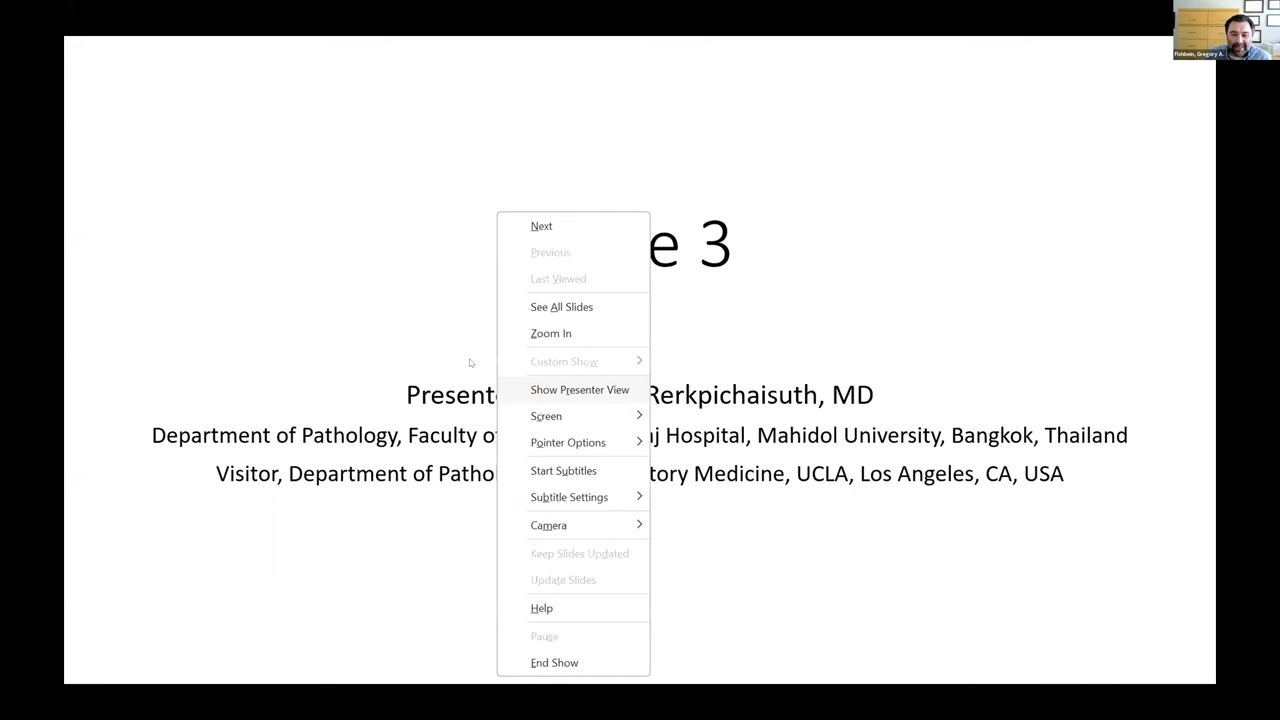 Fishbein, Gregory A.
e 3
Next
Previous
Last Viewed
See All Slides
Zoom In
Custom Show
Show Presenter View
Screen
Pointer Options
Start Subtitles
Subtitle Settings
Camera
Keep Slides Updated
Update Slides
Help
Pause
End Show
Present Rerkpichaisuth, MD
Department of Pathology, Faculty of j Hospital, Mahidol University, Bangkok, Thailand
Visitor, Department of Patho tory Medicine, UCLA, Los Angeles, CA, USA